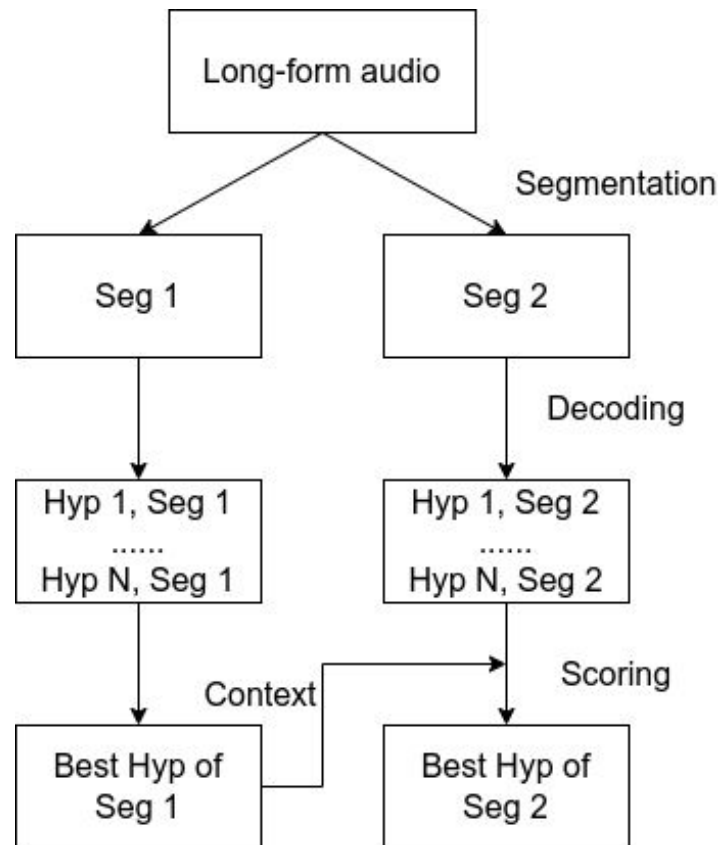 Long-form audio
Segmentation
Seg 1
Seg 2
Decoding
Hyp 1, Seg 1
......
Hyp N, Seg 1
Hyp 1, Seg 2
......
Hyp N, Seg 2
Context
Scoring
Best Hyp of
Seg 1
Best Hyp of
Seg 2